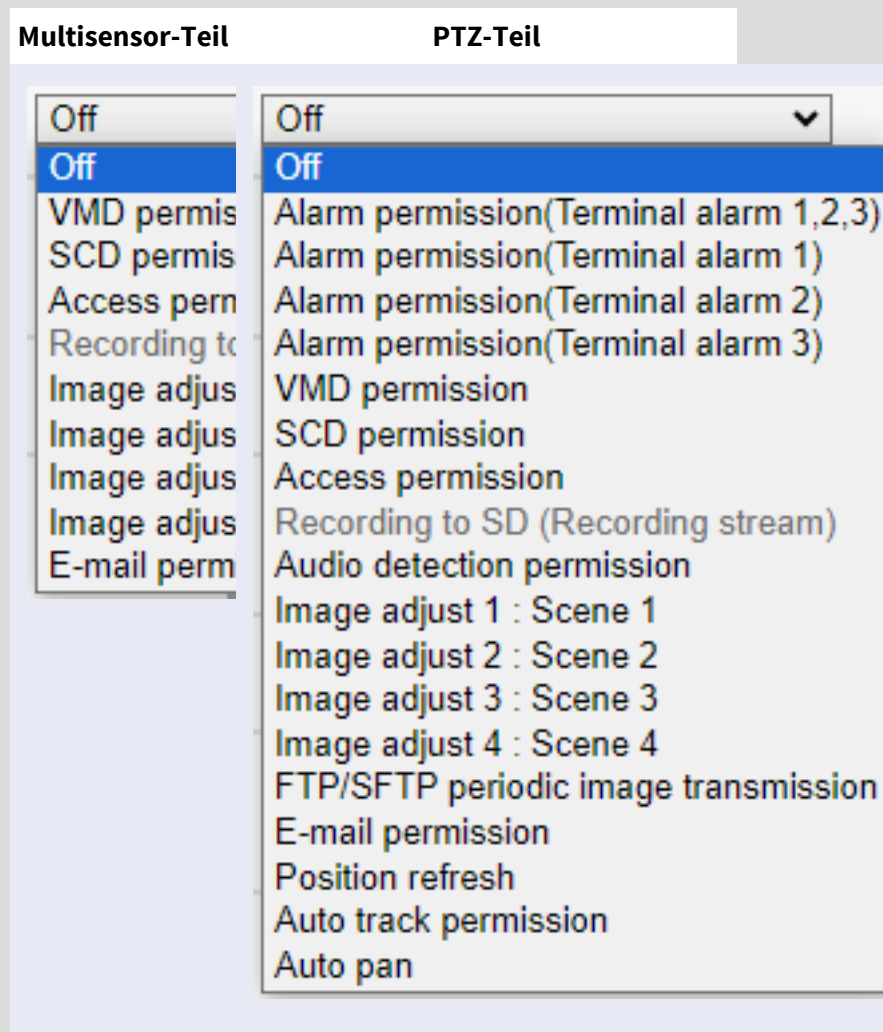 Multisensor-Teil
PTZ-Teil
Off
Off
VMD permis
SCD permis
Access perm
Recording to
Image adjus
Image adjus
Image adjus
Image adjus
E-mail perm
Off
Off
Alarm permission(Terminal alarm 1,2,3)
Alarm permission(Terminal alarm 1)
Alarm permission(Terminal alarm 2)
Alarm permission(Terminal alarm 3)
VMD permission
SCD permission
Access permission
Recording to SD (Recording stream)
Audio detection permission
Image adjust 1 : Scene 1
Image adjust 2 : Scene 2
Image adjust 3 : Scene 3
Image adjust 4 : Scene 4
FTP/SFTP periodic image transmission
E-mail permission
Position refresh
Auto track permission
Auto pan